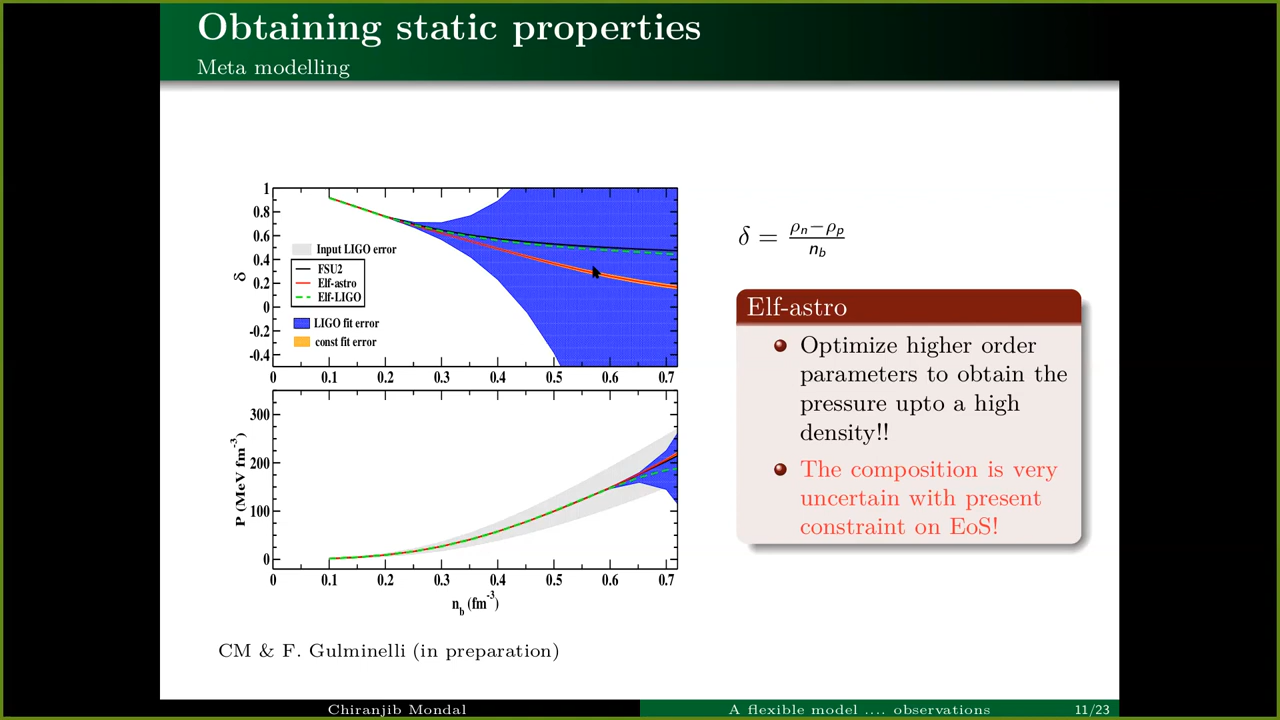 Obtaining static properties
Meta modelling
1
0.8
0.6
0.4
0.2
0
-0.2
-0.4
δ
Input LIGO error
FSU2
Elf-astro
Elf-LIGO
LIGO fit error
const fit error
0 0.1 0.2 0.3 0.4 0.5 0.6 0.7
300
200
100
0
P (MeV fm⁻³)
0 0.1 0.2 0.3 0.4 0.5 0.6 0.7
n_b (fm⁻³)
δ = (ρ_n−ρ_p)/n_b
Elf-astro
Optimize higher order
parameters to obtain the
pressure upto a high
density!!
The composition is very
uncertain with present
constraint on EoS!
CM & F. Gulminelli (in preparation)
Chiranjib Mondal
A flexible model .... observations
11/23